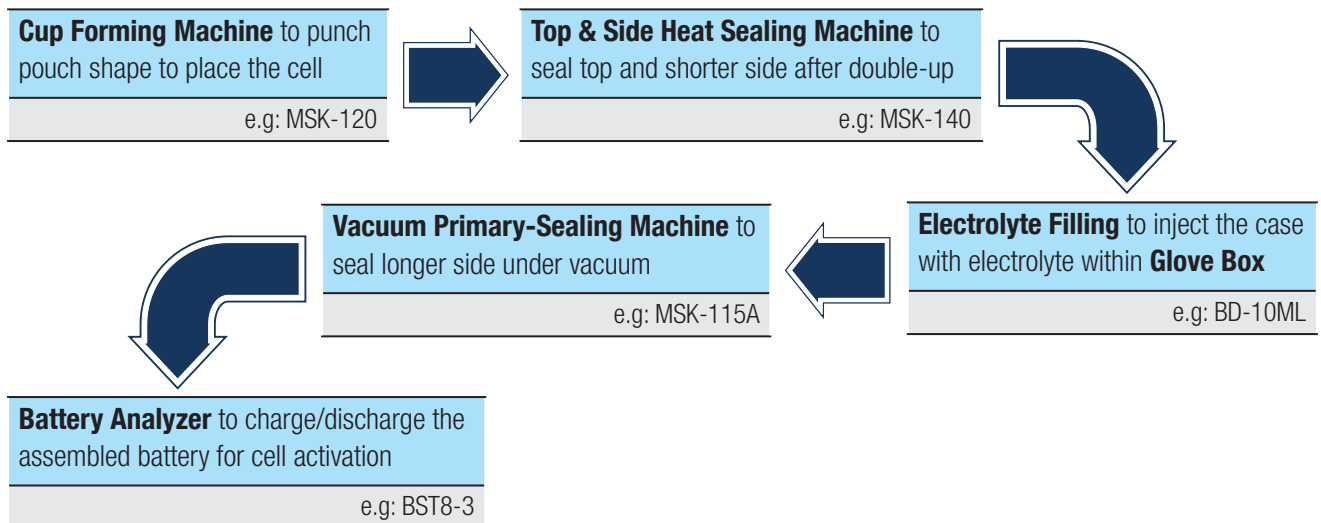 Cup Forming Machine to punch
pouch shape to place the cell
e.g: MSK-120
Top & Side Heat Sealing Machine to
seal top and shorter side after double-up
e.g: MSK-140
Electrolyte Filling to inject the case
with electrolyte within Glove Box
e.g: BD-10ML
Vacuum Primary-Sealing Machine to
seal longer side under vacuum
e.g: MSK-115A
Battery Analyzer to charge/discharge the
assembled battery for cell activation
e.g: BST8-3